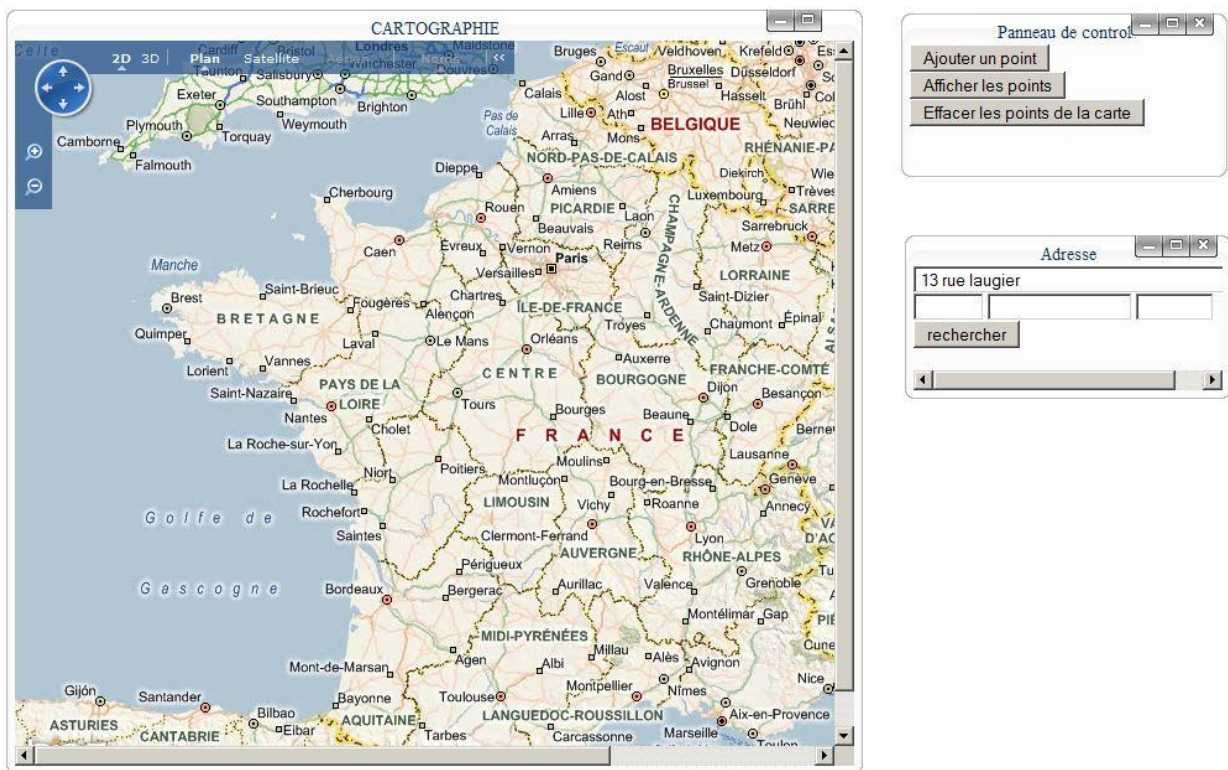 CARTOGRAPHIE
Celte
Cardiff
Bristol
Londres
Maidstone
2D 3D Plan Satellite Aérien Noms <<
Taunton
Salisbury
Winchester
Douvres
Exeter
Southampton
Brighton
Plymouth
Torquay
Weymouth
Camborne
Falmouth
Bruges
Escaut
Veldhoven
Krefeld
Gand
Bruxelles
Brussel
Düsseldorf
Calais
Alost
Hasselt
Brühl
Lille
Ath
Pas de
Calais
BELGIQUE
Neuwied
Arras
Mons
RHÉNANIE-PA
NORD-PAS-DE-CALAIS
Dieppe
Diekirch
Cherbourg
Amiens
Luxembourg
Trèves
Rouen
PICARDIE
Laon
SARRE
Beauvais
Sarrebruck
Caen
Évreux
Vernon
Reims
CHAMPAGNE-ARDENNE
Metz
Manche
Paris
Versailles
LORRAINE
Saint-Brieuc
Brest
Fougères
Chartres
Saint-Dizier
BRETAGNE
Alençon
ÎLE-DE-FRANCE
Troyes
Chaumont
Épinal
Quimper
Laval
Le Mans
Orléans
Lorient
Vannes
Auxerre
CENTRE
BOURGOGNE
FRANCHE-COMTÉ
Saint-Nazaire
PAYS DE LA
LOIRE
Dijon
Besançon
Nantes
Tours
Bourges
Beaune
Cholet
Dole
Berne
La Roche-sur-Yon
FRANCE
Lausanne
Moulins
Niort
Poitiers
Montluçon
Bourg-en-Bresse
Genève
La Rochelle
LIMOUSIN
Vichy
Roanne
Annecy
Golfe de
Rochefort
Saintes
Clermont-Ferrand
Lyon
AUVERGNE
RHÔNE-ALPES
Périgueux
Gascogne
Bordeaux
Bergerac
Aurillac
Valence
Grenoble
Montélimar
Gap
MIDI-PYRÉNÉES
Agen
Millau
Mont-de-Marsan
Albi
Alès
Avignon
Gijón
Santander
Bayonne
Toulouse
Montpellier
Nîmes
Nice
Bilbao
AQUITAINE
LANGUEDOC-ROUSSILLON
Aix-en-Provence
ASTURIES
CANTABRIE
Eibar
Tarbes
Carcassonne
Marseille
Toulon
Panneau de control
Ajouter un point
Afficher les points
Effacer les points de la carte
Adresse
13 rue laugier
rechercher